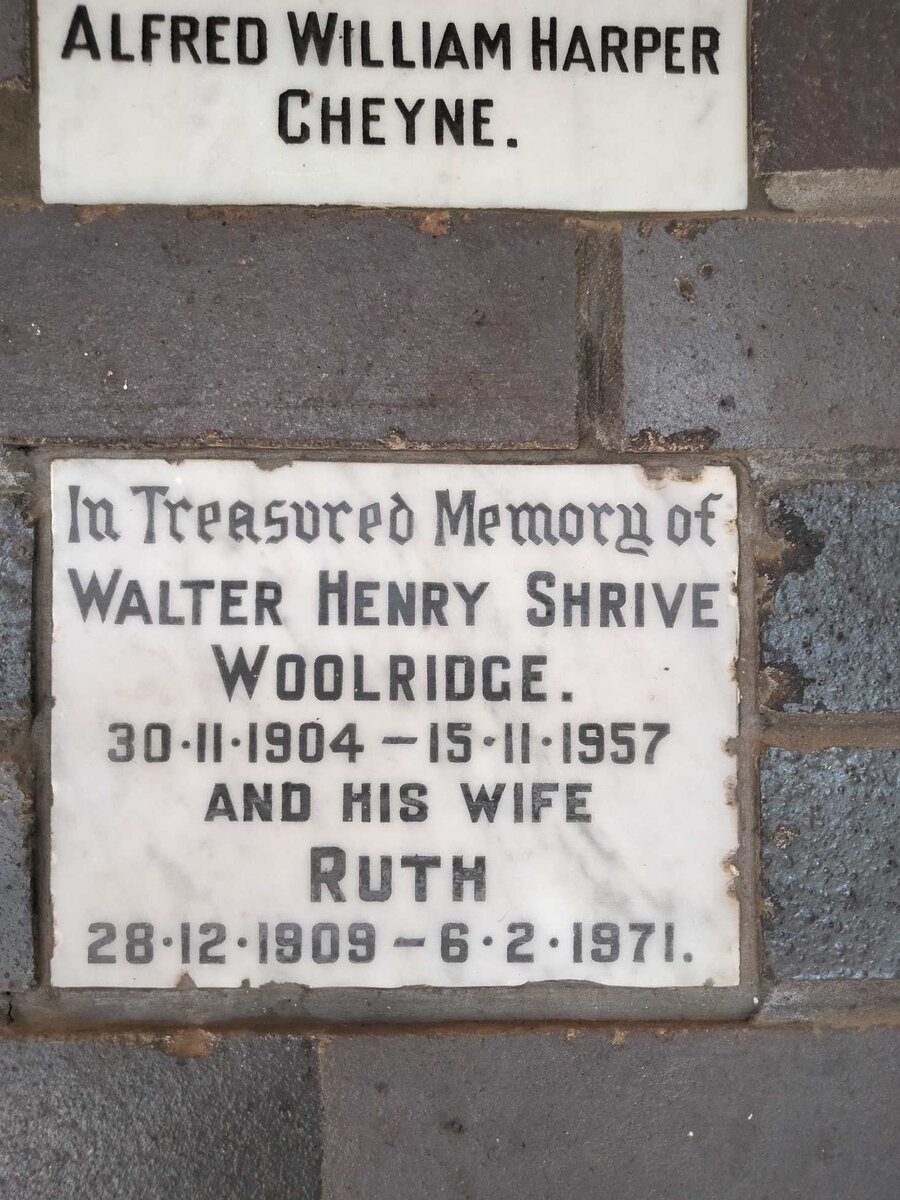 ALFRED WILLIAM HARPER
CHEYNE.
In Treasured Memory of
WALTER HENRY SHRIVE
WOOLRIDGE.
30·11·1904 – 15·11·1957
AND HIS WIFE
RUTH
28·12·1909 – 6·2·1971.